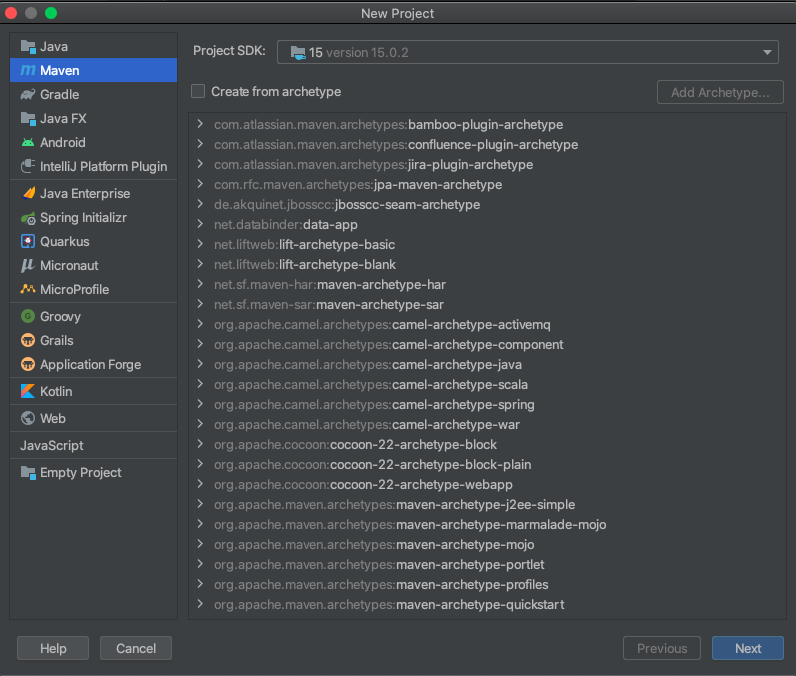 New Project
Java
Maven
Gradle
Java FX
Android
IntelliJ Platform Plugin
Java Enterprise
Spring Initializr
Quarkus
Micronaut
MicroProfile
Groovy
Grails
Application Forge
Kotlin
Web
JavaScript
Empty Project
Project SDK: 15 version 15.0.2
Create from archetype
Add Archetype...
com.atlassian.maven.archetypes:bamboo-plugin-archetype
com.atlassian.maven.archetypes:confluence-plugin-archetype
com.atlassian.maven.archetypes:jira-plugin-archetype
com.rfc.maven.archetypes:jpa-maven-archetype
de.akquinet.jbosscc:jbosscc-seam-archetype
net.databinder:data-app
net.liftweb:lift-archetype-basic
net.liftweb:lift-archetype-blank
net.sf.maven-har:maven-archetype-har
net.sf.maven-sar:maven-archetype-sar
org.apache.camel.archetypes:camel-archetype-activemq
org.apache.camel.archetypes:camel-archetype-component
org.apache.camel.archetypes:camel-archetype-java
org.apache.camel.archetypes:camel-archetype-scala
org.apache.camel.archetypes:camel-archetype-spring
org.apache.camel.archetypes:camel-archetype-war
org.apache.cocoon:cocoon-22-archetype-block
org.apache.cocoon:cocoon-22-archetype-block-plain
org.apache.cocoon:cocoon-22-archetype-webapp
org.apache.maven.archetypes:maven-archetype-j2ee-simple
org.apache.maven.archetypes:maven-archetype-marmalade-mojo
org.apache.maven.archetypes:maven-archetype-mojo
org.apache.maven.archetypes:maven-archetype-portlet
org.apache.maven.archetypes:maven-archetype-profiles
org.apache.maven.archetypes:maven-archetype-quickstart
Help
Cancel
Previous
Next